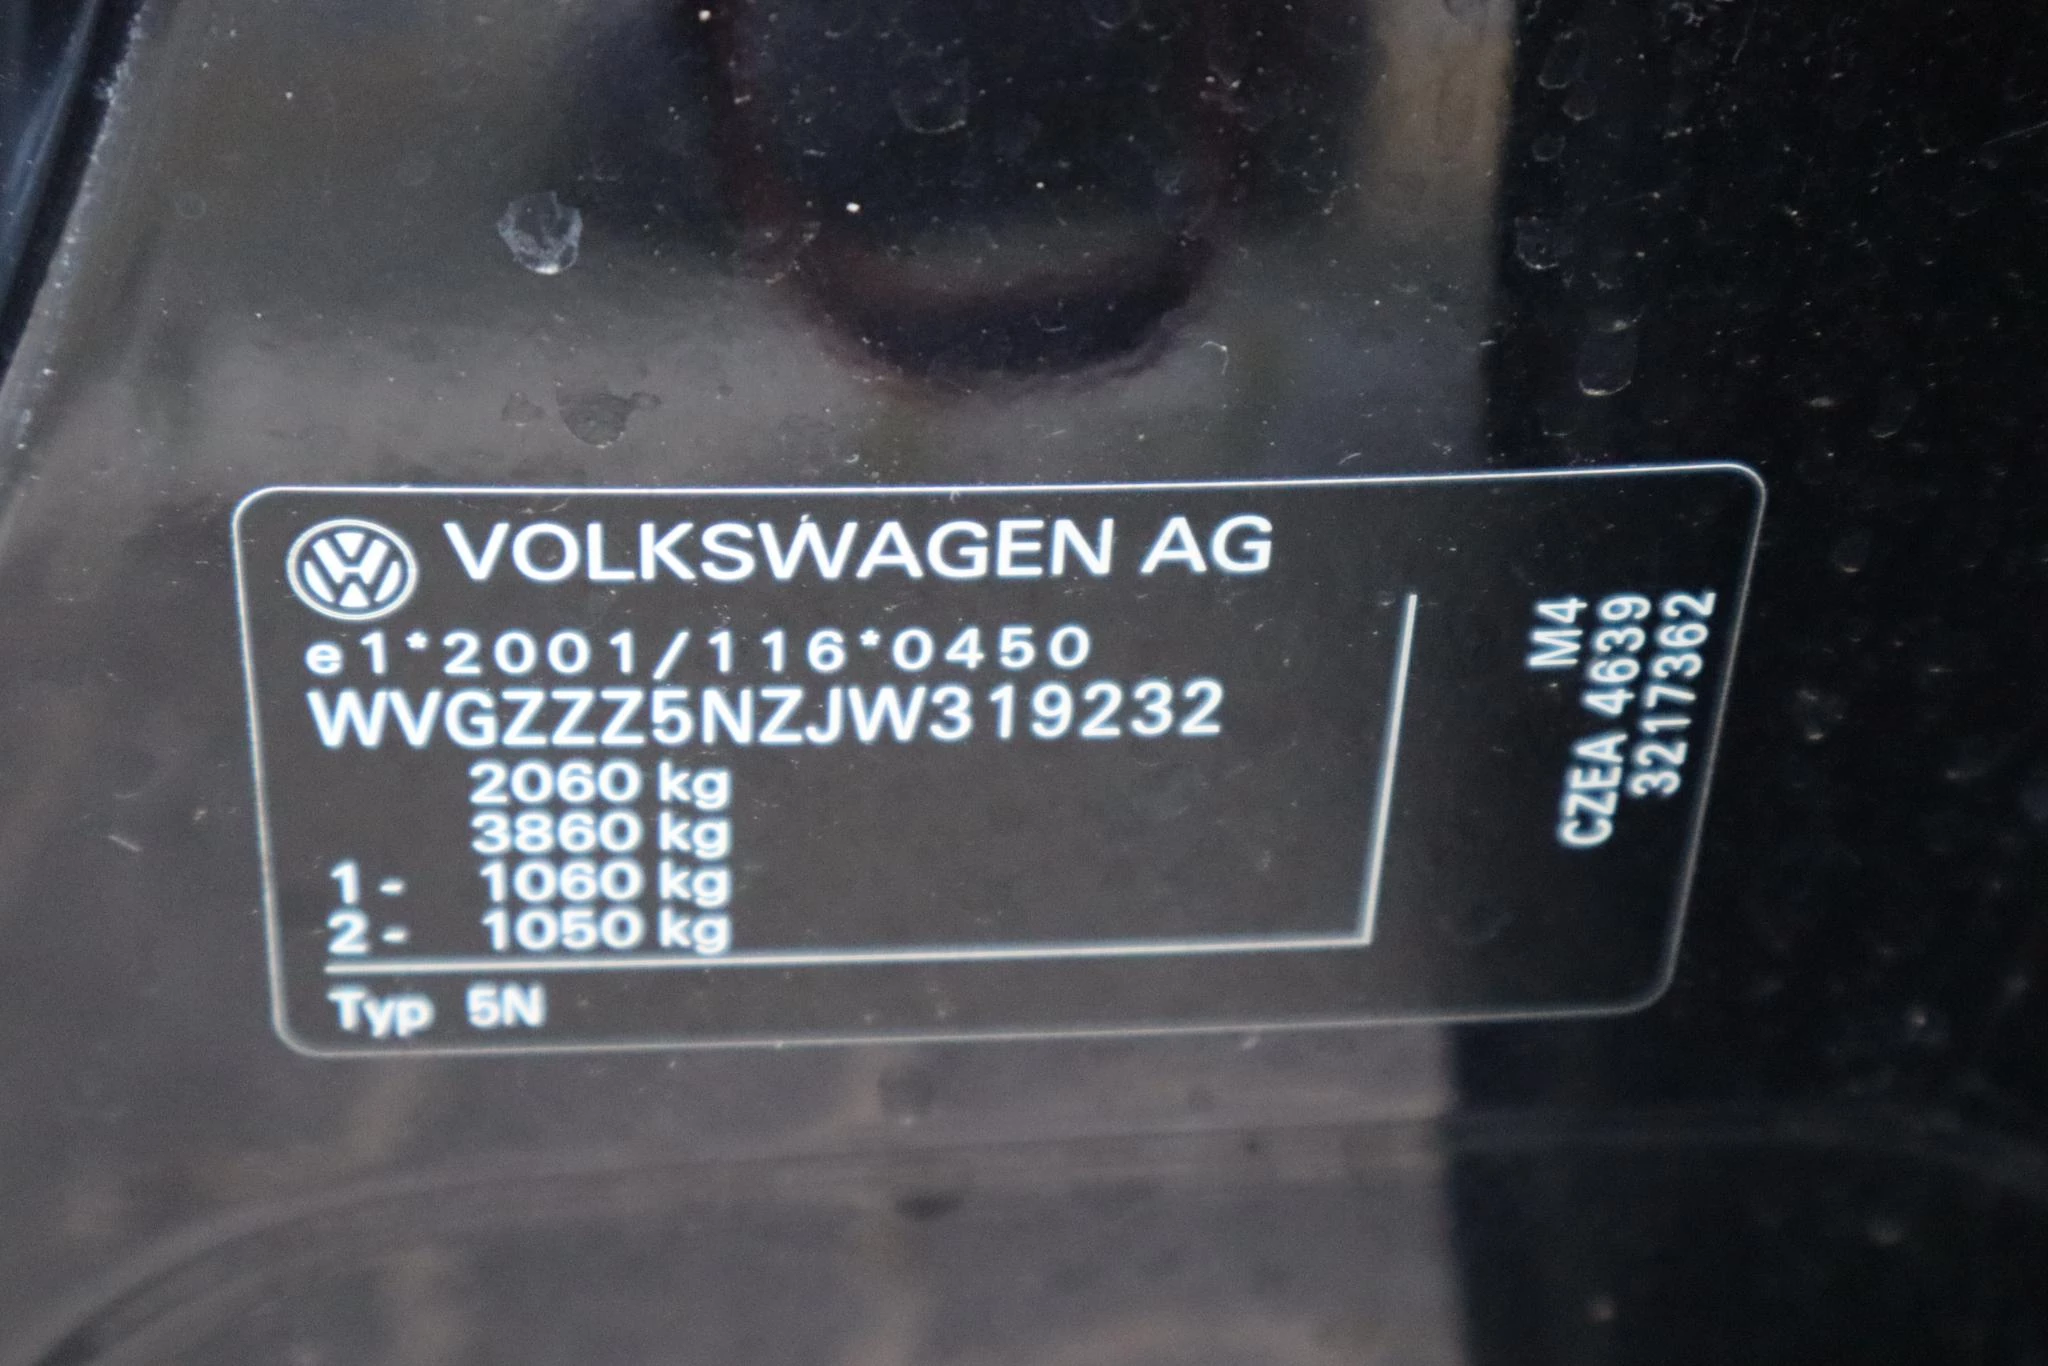 VOLKSWAGEN AG
e1*2001/116*0450
WVGZZZ5NZJW319232
2060 kg
3860 kg
1- 1060 kg
2- 1050 kg
Typ 5N
M4
CZEA 4639
3217362